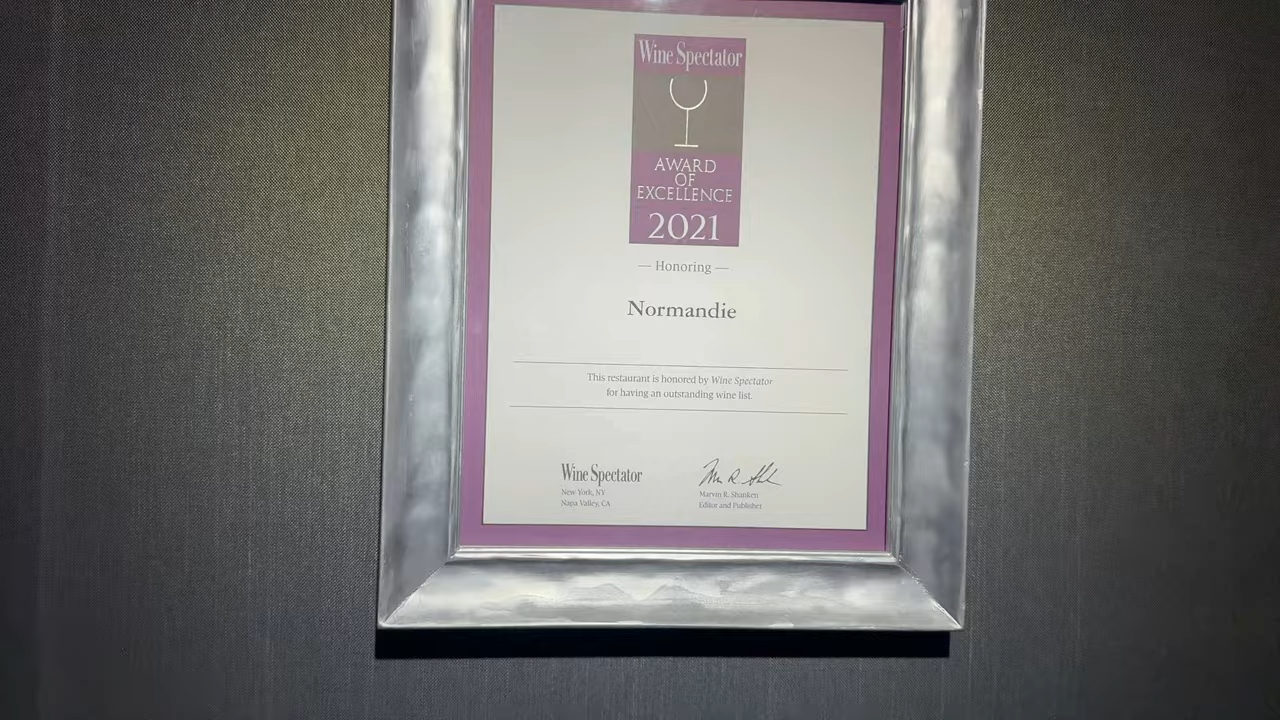 Wine Spectator
AWARD
OF
EXCELLENCE
2021
— Honoring —
Normandie
This restaurant is honored by Wine Spectator
for having an outstanding wine list.
Wine Spectator
New York, NY
Napa Valley, CA
Marvin R. Shanken
Editor and Publisher